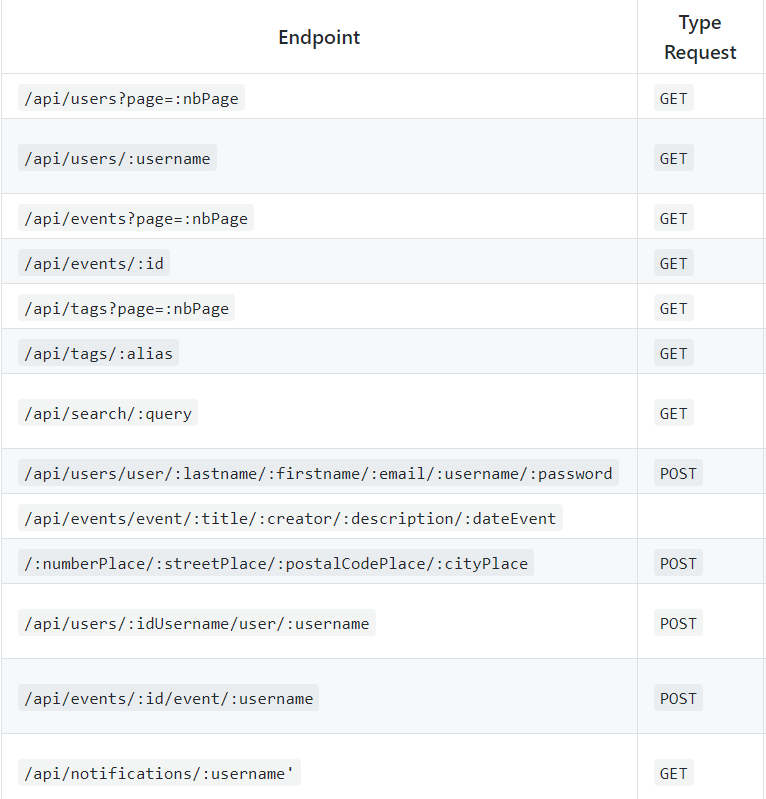 Endpoint
Type
Request
/api/users?page=:nbPage GET
/api/users/:username GET
/api/events?page=:nbPage GET
/api/events/:id GET
/api/tags?page=:nbPage GET
/api/tags/:alias GET
/api/search/:query GET
/api/users/user/:lastname/:firstname/:email/:username/:password POST
/api/events/event/:title/:creator/:description/:dateEvent
/:numberPlace/:streetPlace/:postalCodePlace/:cityPlace POST
/api/users/:idUsername/user/:username POST
/api/events/:id/event/:username POST
/api/notifications/:username' GET